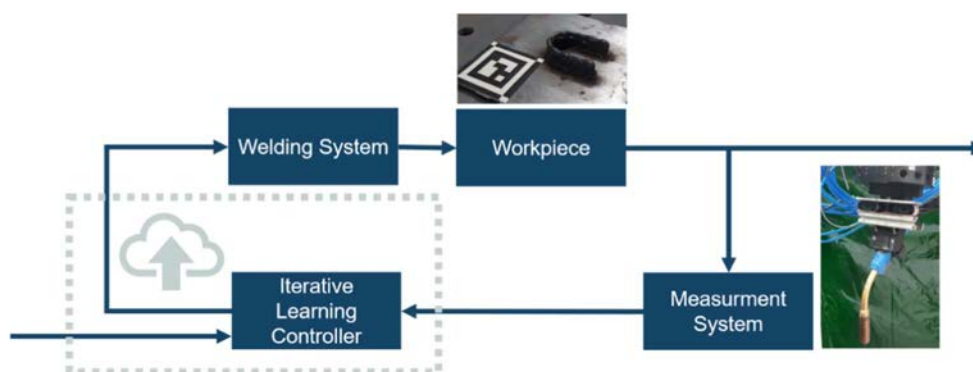 Welding System
Workpiece
Iterative
Learning
Controller
Measurment
System